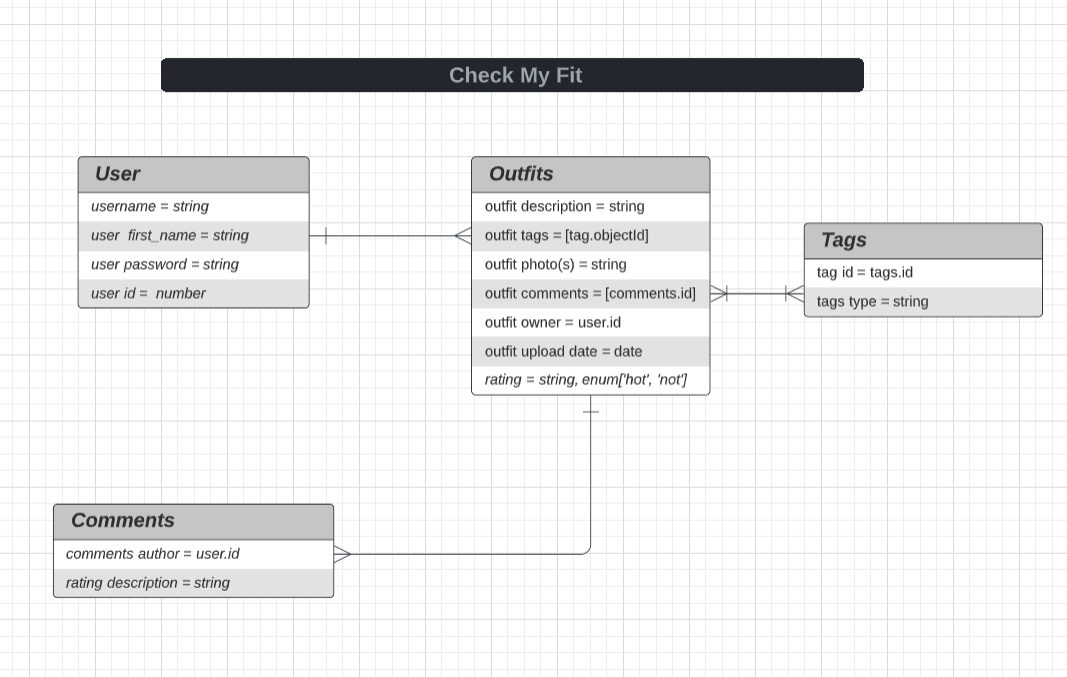 Check My Fit
User
username = string
user first_name = string
user password = string
user id = number
Outfits
outfit description = string
outfit tags = [tag.objectId]
outfit photo(s) = string
outfit comments = [comments.id]
outfit owner = user.id
outfit upload date = date
rating = string, enum['hot', 'not']
Tags
tag id = tags.id
tags type = string
Comments
comments author = user.id
rating description = string